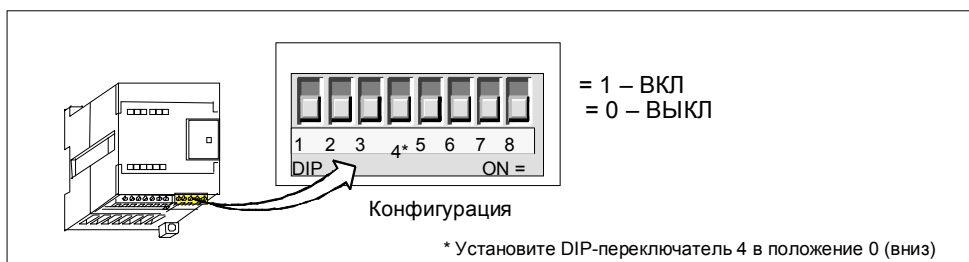 = 1 – ВКЛ
= 0 – ВЫКЛ
1 2 3 4* 5 6 7 8
DIP ON =
Конфигурация
* Установите DIP-переключатель 4 в положение 0 (вниз)